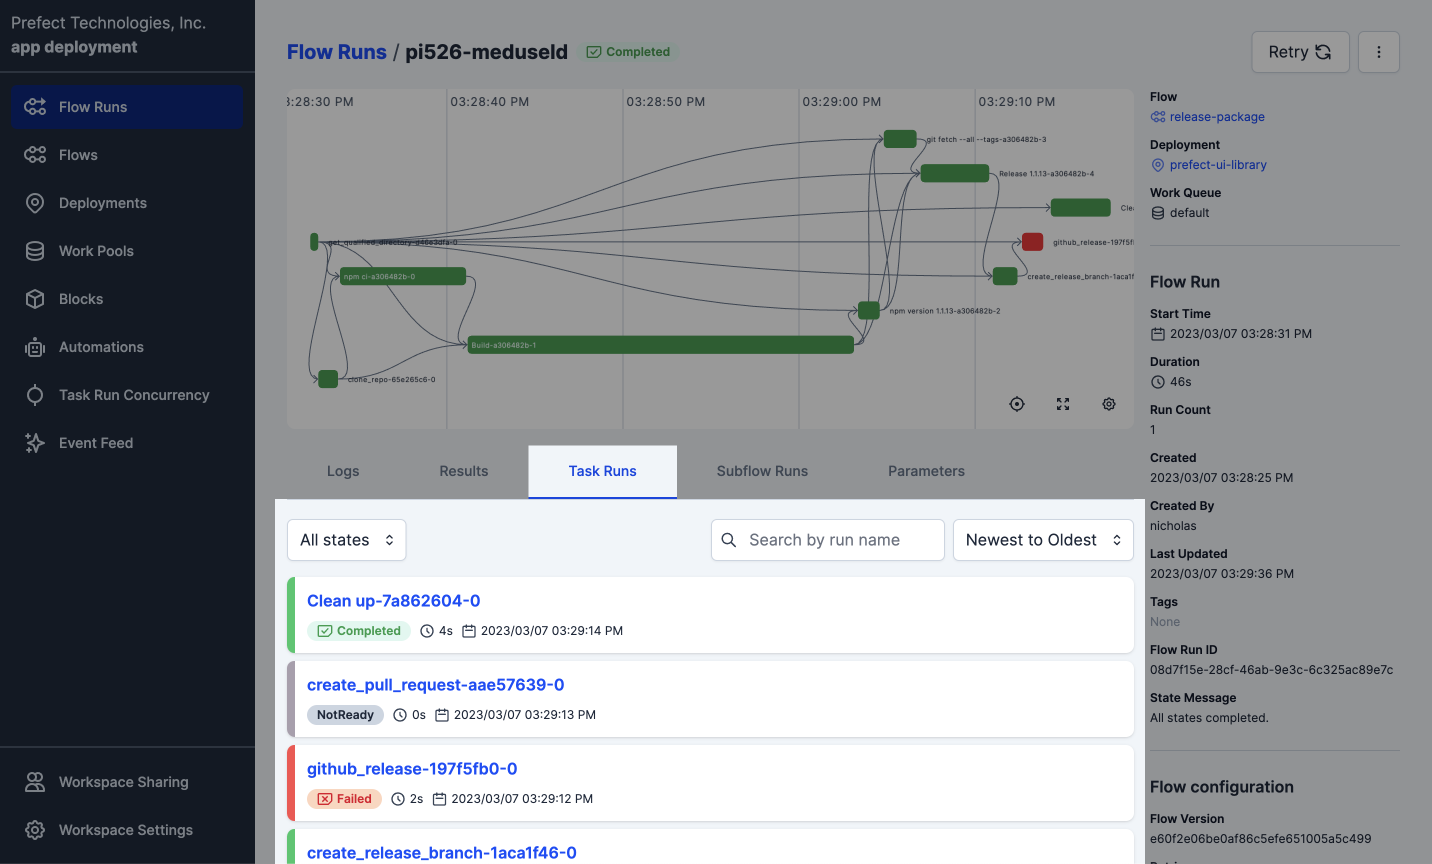 Prefect Technologies, Inc.
app deployment
Flow Runs
Flows
Deployments
Work Pools
Blocks
Automations
Task Run Concurrency
Event Feed
Workspace Sharing
Workspace Settings
Flow Runs / pi526-meduseld Completed
Retry
3:28:30 PM 03:28:40 PM 03:28:50 PM 03:29:00 PM 03:29:10 PM
git fetch --all --tags-a306482b-3
Release 1.1.13-a306482b-4
Clea
get_qualified_directory-d46e3dfa-0
github_release-197f5f
npm ci-a306482b-0
create_release_branch-1aca1f
npm version 1.1.13-a306482b-2
Build-a306482b-1
clone_repo-65e265c6-0
Logs Results Task Runs Subflow Runs Parameters
All states Search by run name Newest to Oldest
Clean up-7a862604-0
Completed 4s 2023/03/07 03:29:14 PM
create_pull_request-aae57639-0
NotReady 0s 2023/03/07 03:29:13 PM
github_release-197f5fb0-0
Failed 2s 2023/03/07 03:29:12 PM
create_release_branch-1aca1f46-0
Flow
release-package
Deployment
prefect-ui-library
Work Queue
default
Flow Run
Start Time
2023/03/07 03:28:31 PM
Duration
46s
Run Count
1
Created
2023/03/07 03:28:25 PM
Created By
nicholas
Last Updated
2023/03/07 03:29:36 PM
Tags
None
Flow Run ID
08d7f15e-28cf-46ab-9e3c-6c325ac89e7c
State Message
All states completed.
Flow configuration
Flow Version
e60f2e06be0af86c5efe651005a5c499